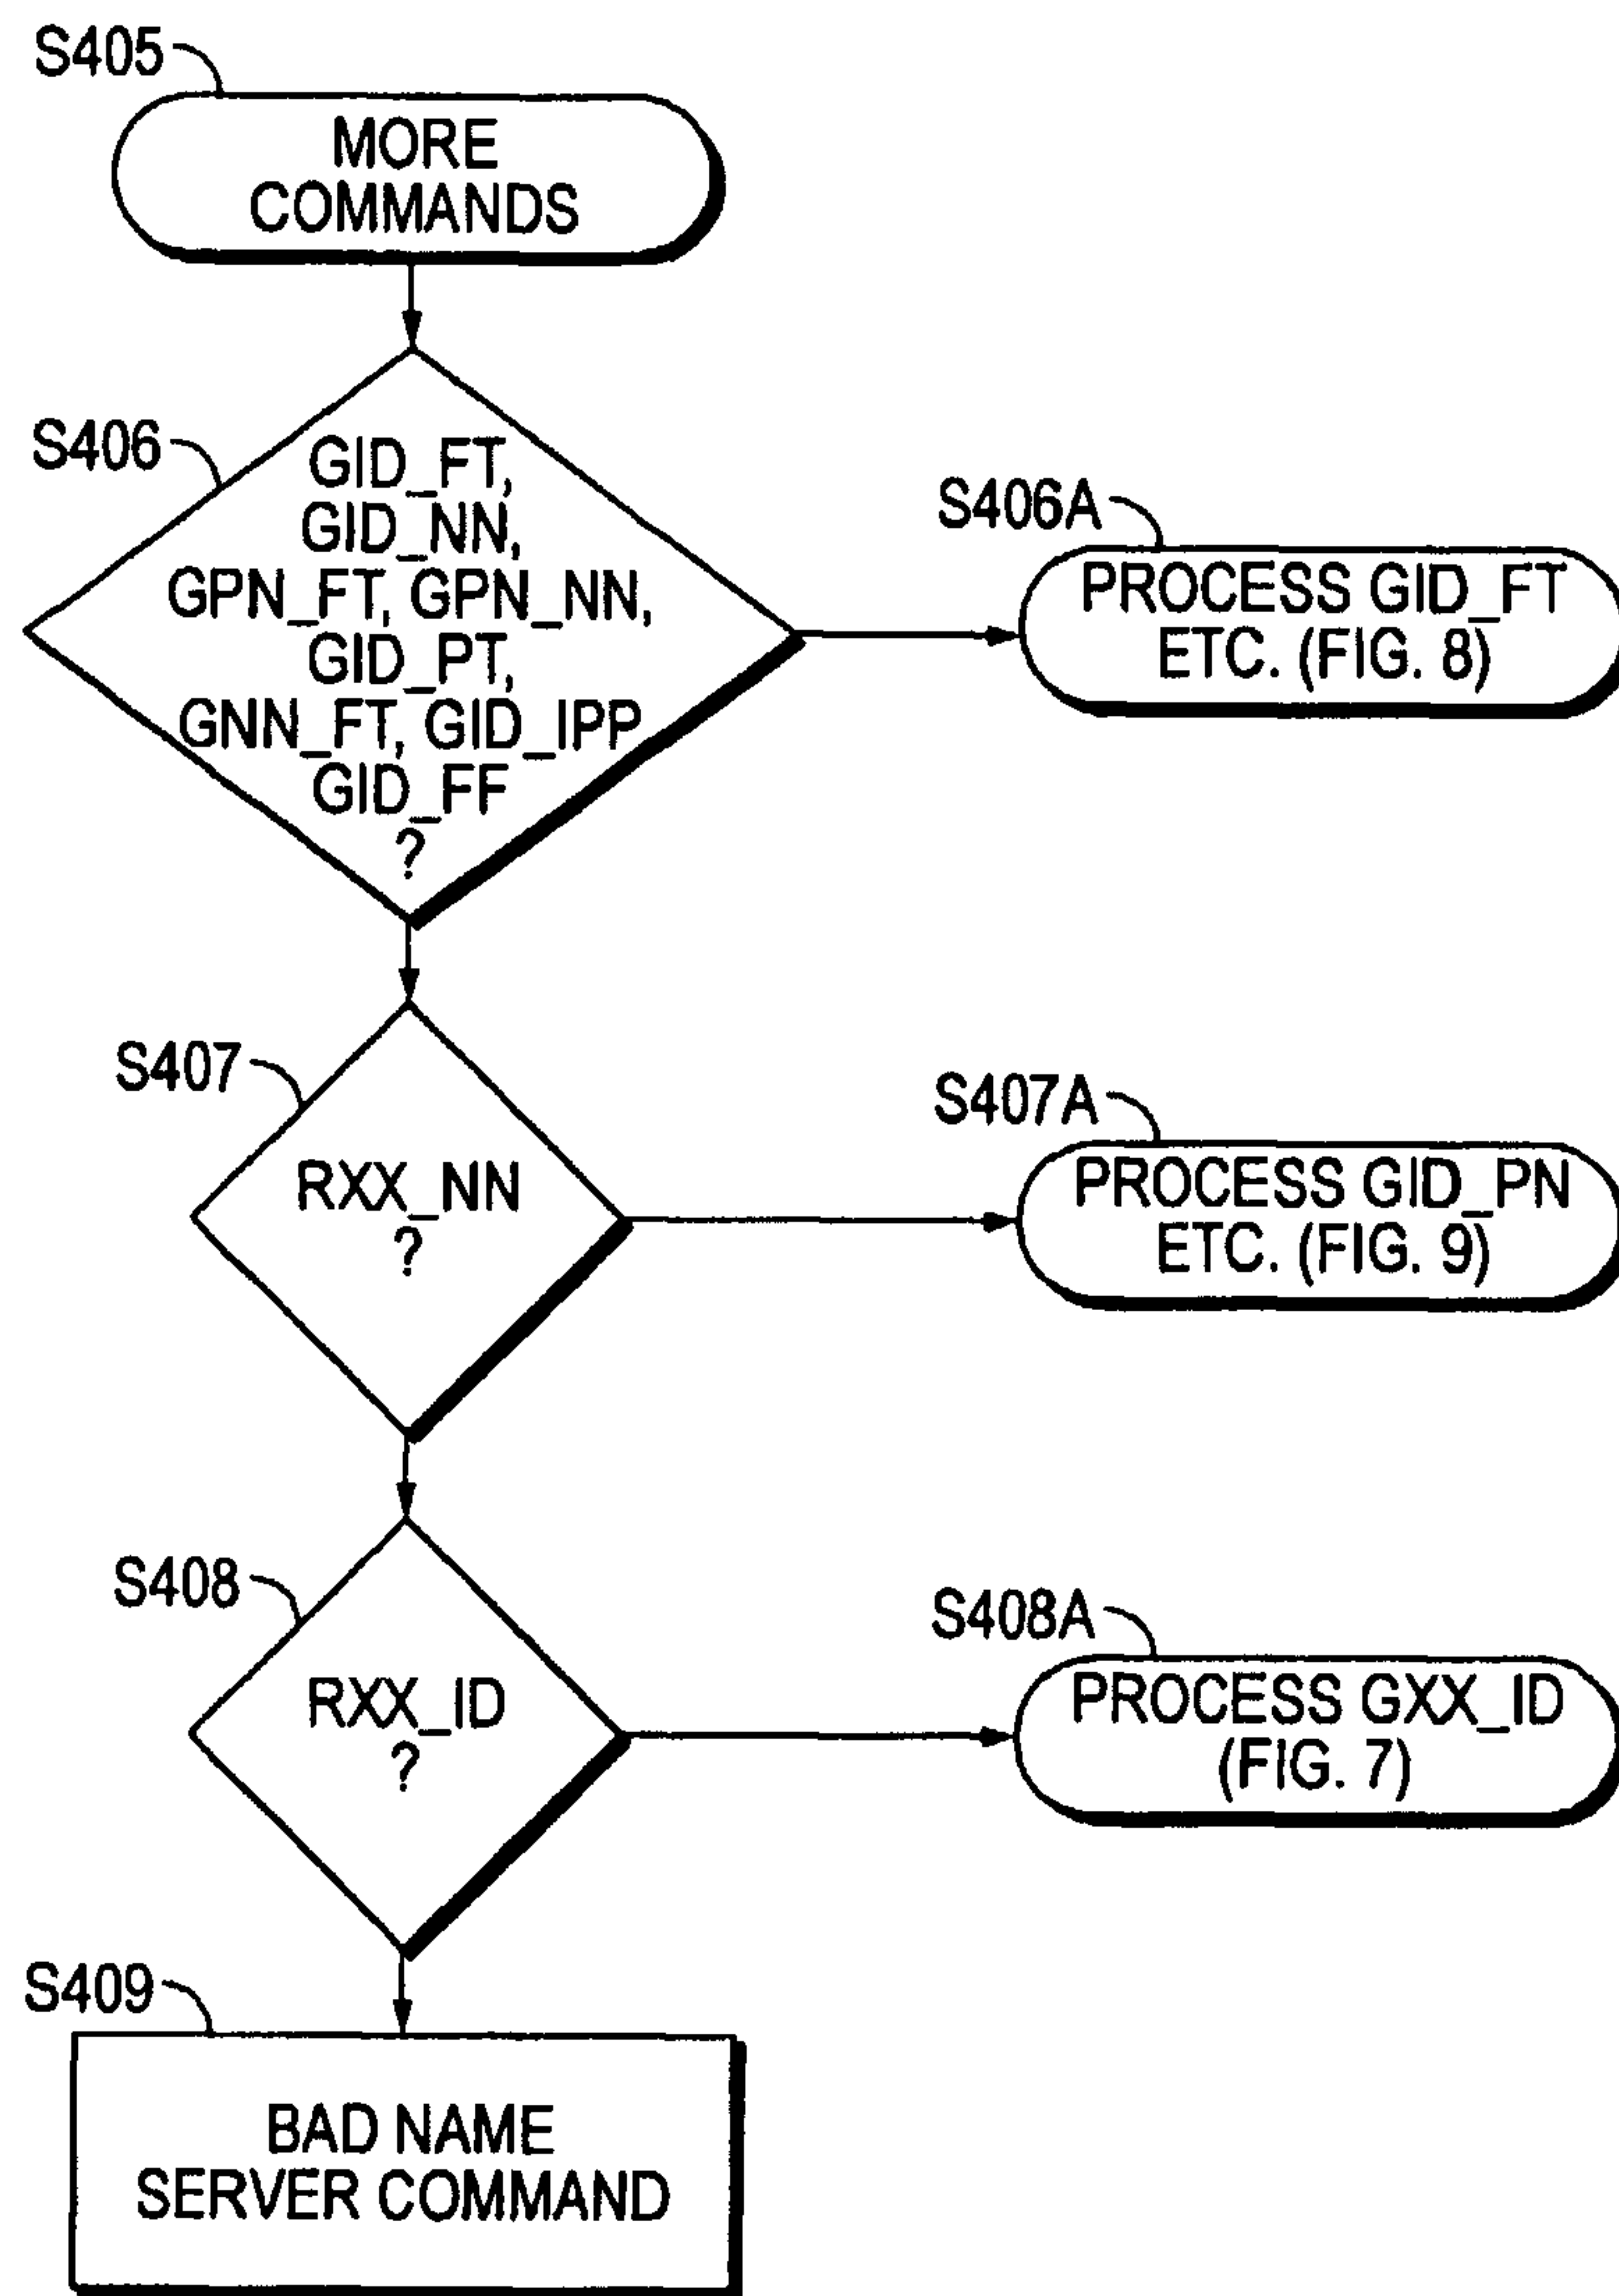 S405
MORE
COMMANDS
S406
GID_FT,
GID_NN,
GPN_FT, GPN_NN,
GID_PT,
GNN_FT, GID_IPP
GID_FF
?
S406A
PROCESS GID_FT
ETC. (FIG. 8)
S407
RXX_NN
?
S407A
PROCESS GID_PN
ETC. (FIG. 9)
S408
RXX_ID
?
S408A
PROCESS GXX_ID
(FIG. 7)
S409
BAD NAME
SERVER COMMAND